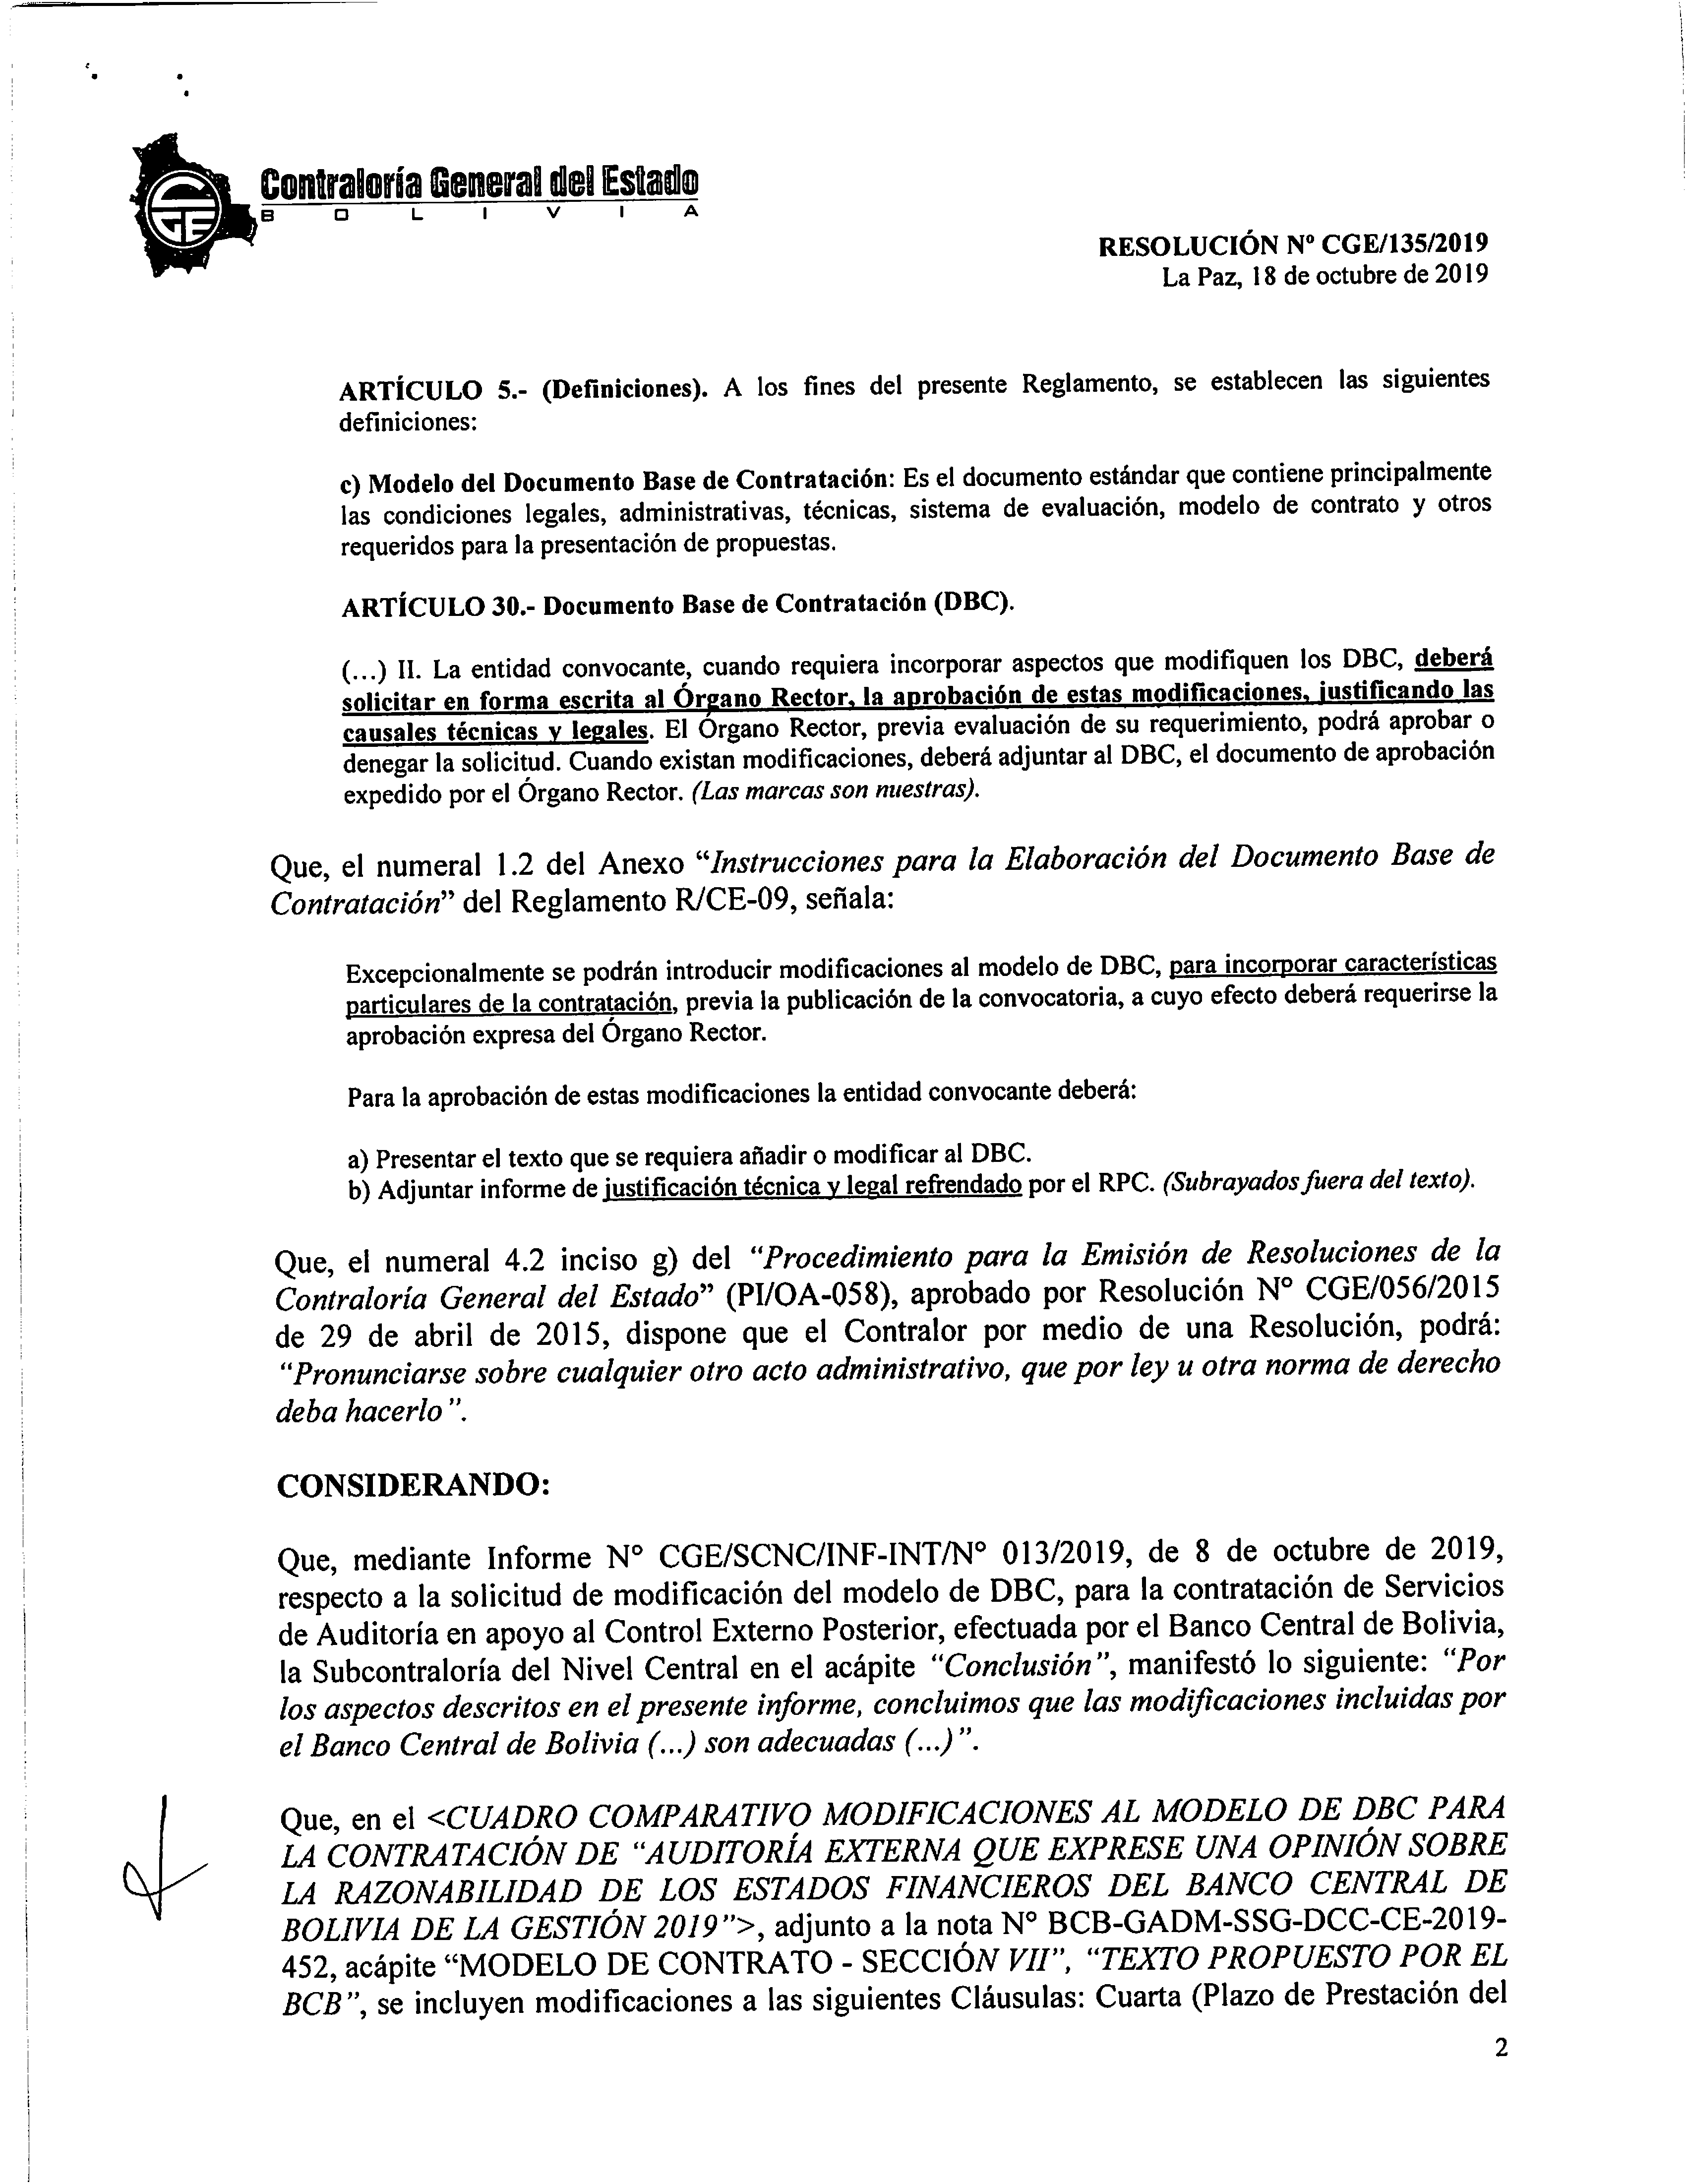 Contraloría General del Estado
B O L I V I A
RESOLUCIÓN Nº CGE/135/2019
La Paz, 18 de octubre de 2019
ARTÍCULO 5.- (Definiciones). A los fines del presente Reglamento, se establecen las siguientes
definiciones:
c) Modelo del Documento Base de Contratación: Es el documento estándar que contiene principalmente
las condiciones legales, administrativas, técnicas, sistema de evaluación, modelo de contrato y otros
requeridos para la presentación de propuestas.
ARTÍCULO 30.- Documento Base de Contratación (DBC).
(...) II. La entidad convocante, cuando requiera incorporar aspectos que modifiquen los DBC, deberá
solicitar en forma escrita al Órgano Rector, la aprobación de estas modificaciones, justificando las
causales técnicas y legales. El Órgano Rector, previa evaluación de su requerimiento, podrá aprobar o
denegar la solicitud. Cuando existan modificaciones, deberá adjuntar al DBC, el documento de aprobación
expedido por el Órgano Rector. (Las marcas son nuestras).
Que, el numeral 1.2 del Anexo “Instrucciones para la Elaboración del Documento Base de
Contratación” del Reglamento R/CE-09, señala:
Excepcionalmente se podrán introducir modificaciones al modelo de DBC, para incorporar características
particulares de la contratación, previa la publicación de la convocatoria, a cuyo efecto deberá requerirse la
aprobación expresa del Órgano Rector.
Para la aprobación de estas modificaciones la entidad convocante deberá:
a) Presentar el texto que se requiera añadir o modificar al DBC.
b) Adjuntar informe de justificación técnica y legal refrendado por el RPC. (Subrayados fuera del texto).
Que, el numeral 4.2 inciso g) del “Procedimiento para la Emisión de Resoluciones de la
Contraloría General del Estado” (PI/OA-058), aprobado por Resolución Nº CGE/056/2015
de 29 de abril de 2015, dispone que el Contralor por medio de una Resolución, podrá:
“Pronunciarse sobre cualquier otro acto administrativo, que por ley u otra norma de derecho
deba hacerlo”.
CONSIDERANDO:
Que, mediante Informe Nº CGE/SCNC/INF-INT/Nº 013/2019, de 8 de octubre de 2019,
respecto a la solicitud de modificación del modelo de DBC, para la contratación de Servicios
de Auditoría en apoyo al Control Externo Posterior, efectuada por el Banco Central de Bolivia,
la Subcontraloría del Nivel Central en el acápite “Conclusión”, manifestó lo siguiente: “Por
los aspectos descritos en el presente informe, concluimos que las modificaciones incluidas por
el Banco Central de Bolivia (...) son adecuadas (...)”.
Que, en el <CUADRO COMPARATIVO MODIFICACIONES AL MODELO DE DBC PARA
LA CONTRATACIÓN DE “AUDITORÍA EXTERNA QUE EXPRESE UNA OPINIÓN SOBRE
LA RAZONABILIDAD DE LOS ESTADOS FINANCIEROS DEL BANCO CENTRAL DE
BOLIVIA DE LA GESTIÓN 2019”>, adjunto a la nota Nº BCB-GADM-SSG-DCC-CE-2019-
452, acápite “MODELO DE CONTRATO - SECCIÓN VII”, “TEXTO PROPUESTO POR EL
BCB”, se incluyen modificaciones a las siguientes Cláusulas: Cuarta (Plazo de Prestación del
2